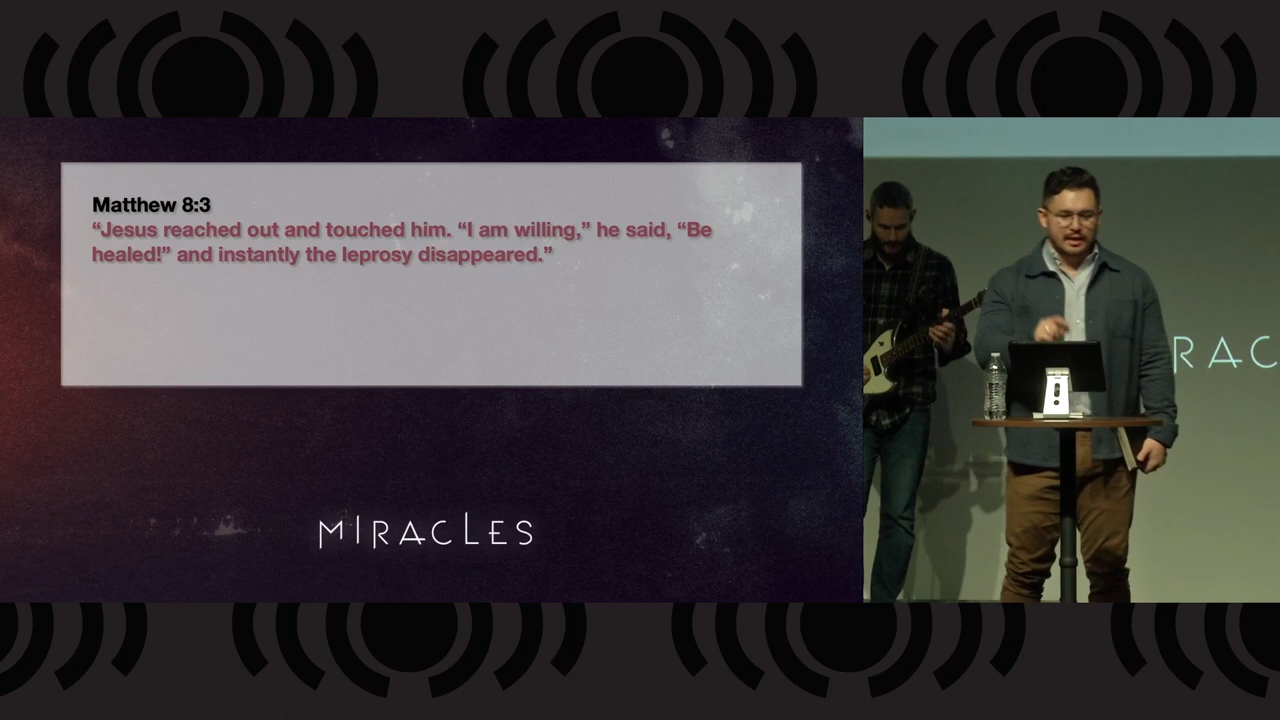 Matthew 8:3
“Jesus reached out and touched him. “I am willing,” he said, “Be
healed!” and instantly the leprosy disappeared.”
MIRACLES
RAC